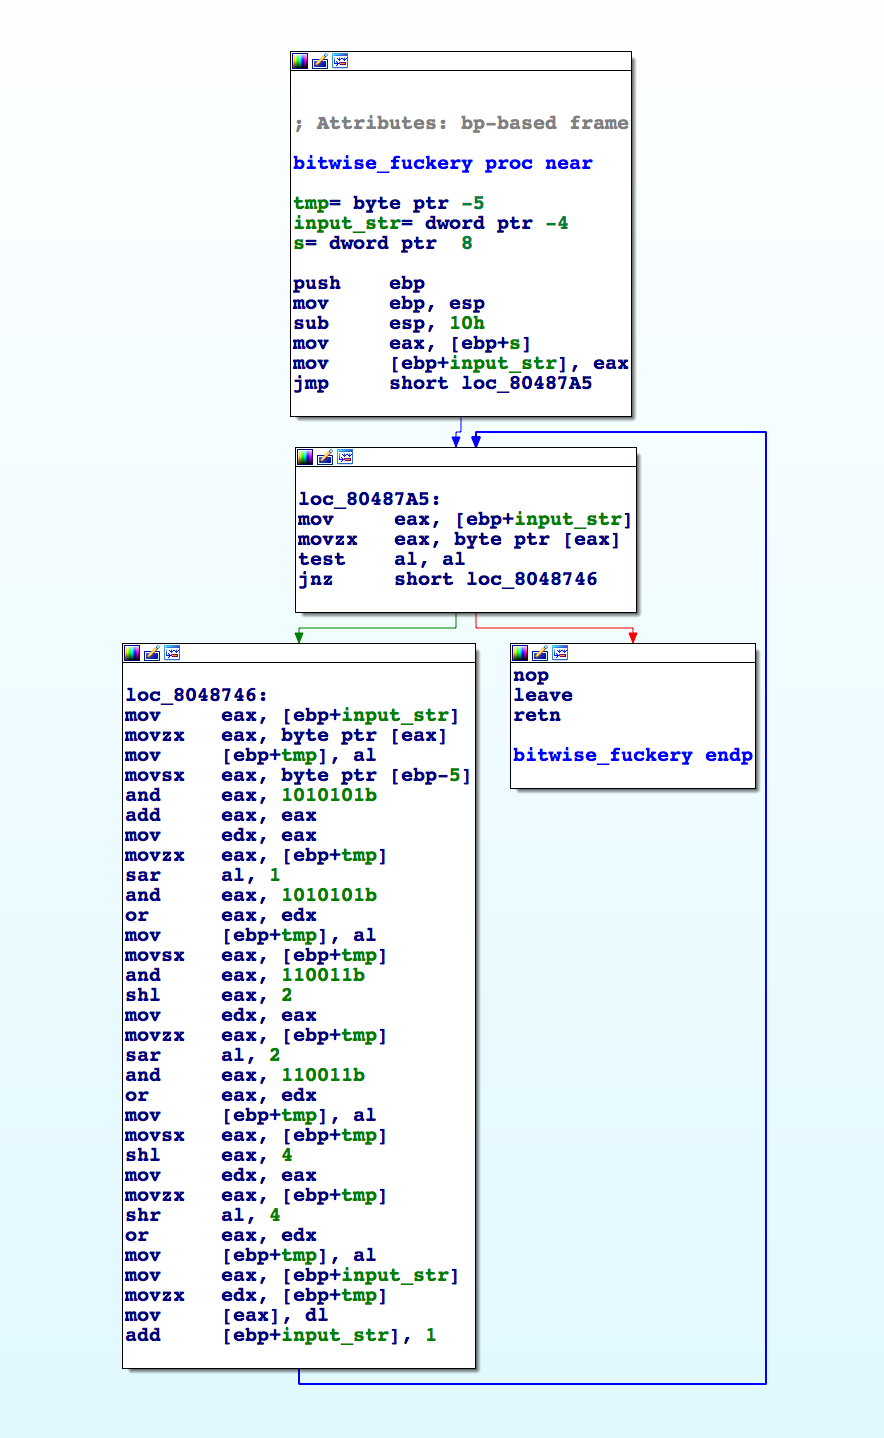 ; Attributes: bp-based frame
bitwise_fuckery proc near
tmp= byte ptr -5
input_str= dword ptr -4
s= dword ptr  8
push    ebp
mov     ebp, esp
sub     esp, 10h
mov     eax, [ebp+s]
mov     [ebp+input_str], eax
jmp     short loc_80487A5
loc_80487A5:
mov     eax, [ebp+input_str]
movzx   eax, byte ptr [eax]
test    al, al
jnz     short loc_8048746
loc_8048746:
mov     eax, [ebp+input_str]
movzx   eax, byte ptr [eax]
mov     [ebp+tmp], al
movsx   eax, byte ptr [ebp-5]
and     eax, 1010101b
add     eax, eax
mov     edx, eax
movzx   eax, [ebp+tmp]
sar     al, 1
and     eax, 1010101b
or      eax, edx
mov     [ebp+tmp], al
movsx   eax, [ebp+tmp]
and     eax, 110011b
shl     eax, 2
mov     edx, eax
movzx   eax, [ebp+tmp]
sar     al, 2
and     eax, 110011b
or      eax, edx
mov     [ebp+tmp], al
movsx   eax, [ebp+tmp]
shl     eax, 4
mov     edx, eax
movzx   eax, [ebp+tmp]
shr     al, 4
or      eax, edx
mov     [ebp+tmp], al
mov     eax, [ebp+input_str]
movzx   edx, [ebp+tmp]
mov     [eax], dl
add     [ebp+input_str], 1
nop
leave
retn
bitwise_fuckery endp